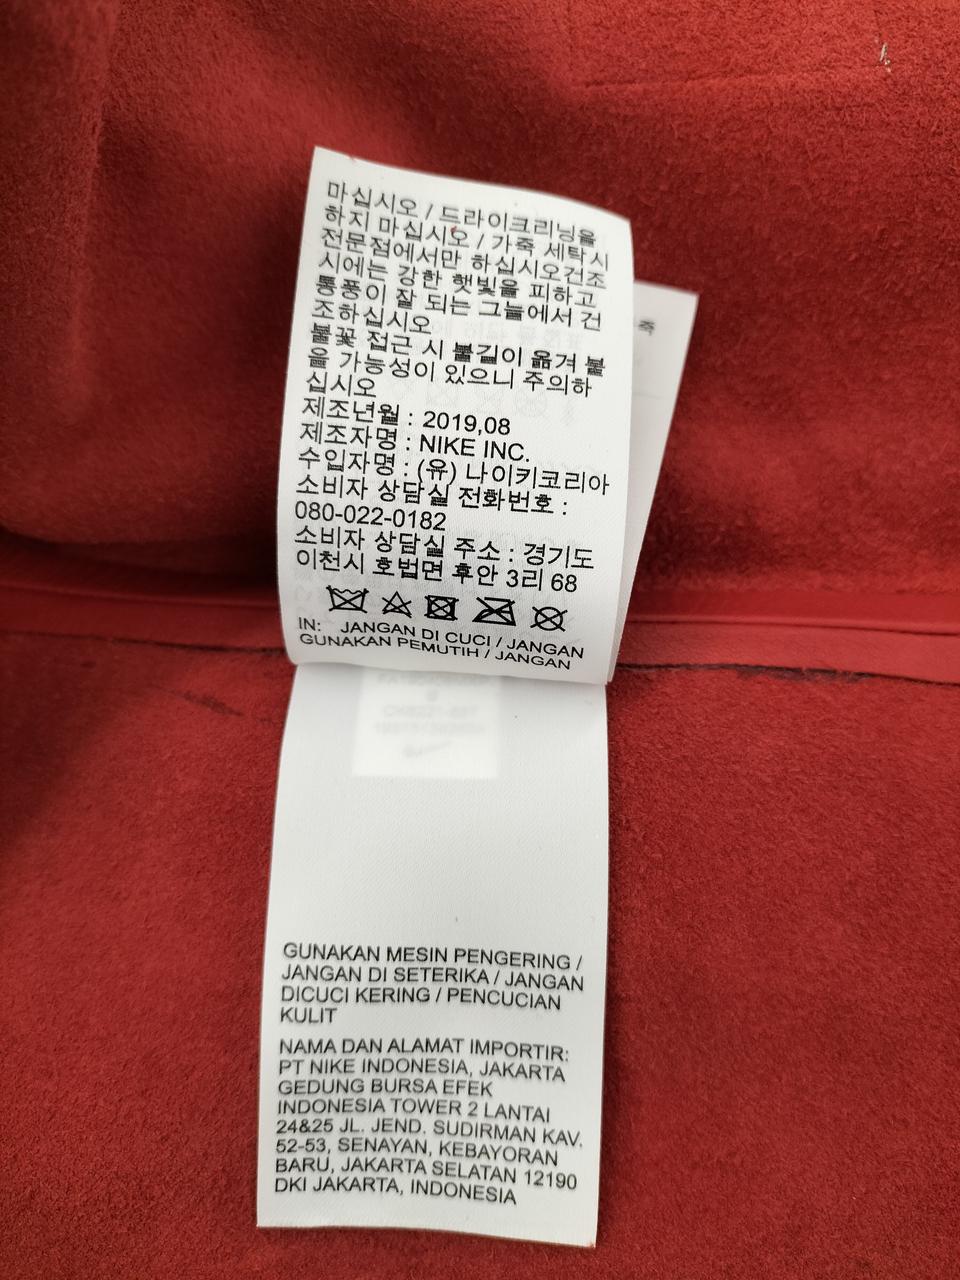 마십시오 / 드라이크리닝을
하지 마십시오 / 가죽 세탁시
전문점에서만 하십시오건조
시에는 강한 햇빛을 피하고
통풍이 잘 되는 그늘에서 건
조하십시오
불꽃 접근 시 불길이 옮겨 붙
을 가능성이 있으니 주의하
십시오
제조년월 : 2019,08
제조자명 : NIKE INC.
수입자명 : (유) 나이키코리아
소비자 상담실 전화번호 :
080-022-0182
소비자 상담실 주소 : 경기도
이천시 호법면 후안 3리 68
IN: JANGAN DI CUCI / JANGAN
GUNAKAN PEMUTIH / JANGAN
죽
GUNAKAN MESIN PENGERING /
JANGAN DI SETERIKA / JANGAN
DICUCI KERING / PENCUCIAN
KULIT
NAMA DAN ALAMAT IMPORTIR:
PT NIKE INDONESIA, JAKARTA
GEDUNG BURSA EFEK
INDONESIA TOWER 2 LANTAI
24&25 JL. JEND. SUDIRMAN KAV.
52-53, SENAYAN, KEBAYORAN
BARU, JAKARTA SELATAN 12190
DKI JAKARTA, INDONESIA